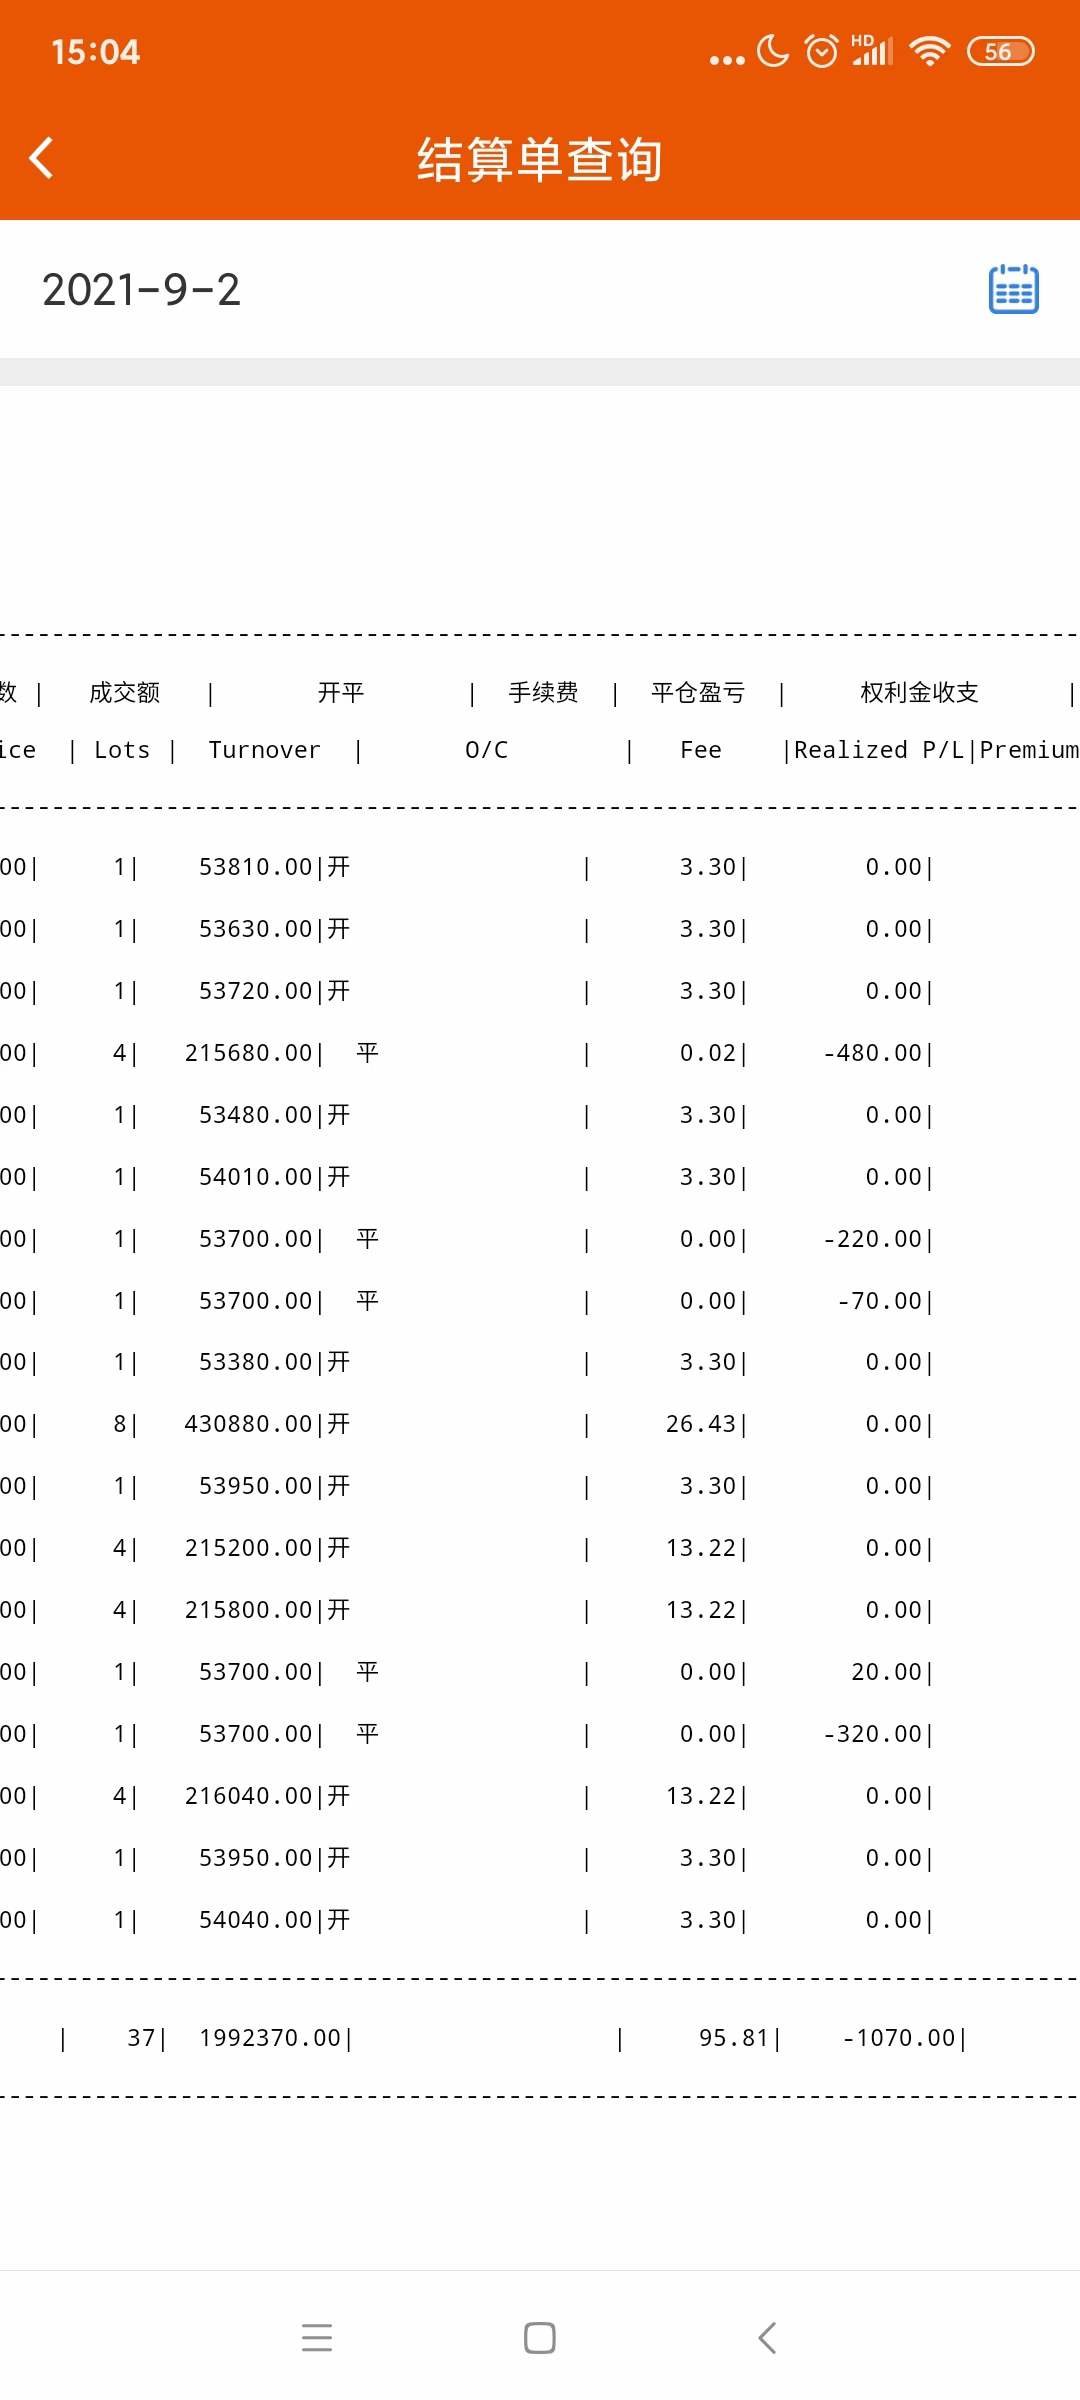 15:04
HD
56
结算单查询
2021-9-2
数 | 成交额 | 开平 | 手续费 | 平仓盈亏 | 权利金收支 |
ice | Lots | Turnover | O/C | Fee |Realized P/L|Premium
00| 1| 53810.00|开 | 3.30| 0.00|
00| 1| 53630.00|开 | 3.30| 0.00|
00| 1| 53720.00|开 | 3.30| 0.00|
00| 4| 215680.00| 平 | 0.02| -480.00|
00| 1| 53480.00|开 | 3.30| 0.00|
00| 1| 54010.00|开 | 3.30| 0.00|
00| 1| 53700.00| 平 | 0.00| -220.00|
00| 1| 53700.00| 平 | 0.00| -70.00|
00| 1| 53380.00|开 | 3.30| 0.00|
00| 8| 430880.00|开 | 26.43| 0.00|
00| 1| 53950.00|开 | 3.30| 0.00|
00| 4| 215200.00|开 | 13.22| 0.00|
00| 4| 215800.00|开 | 13.22| 0.00|
00| 1| 53700.00| 平 | 0.00| 20.00|
00| 1| 53700.00| 平 | 0.00| -320.00|
00| 4| 216040.00|开 | 13.22| 0.00|
00| 1| 53950.00|开 | 3.30| 0.00|
00| 1| 54040.00|开 | 3.30| 0.00|
| 37| 1992370.00| | 95.81| -1070.00|